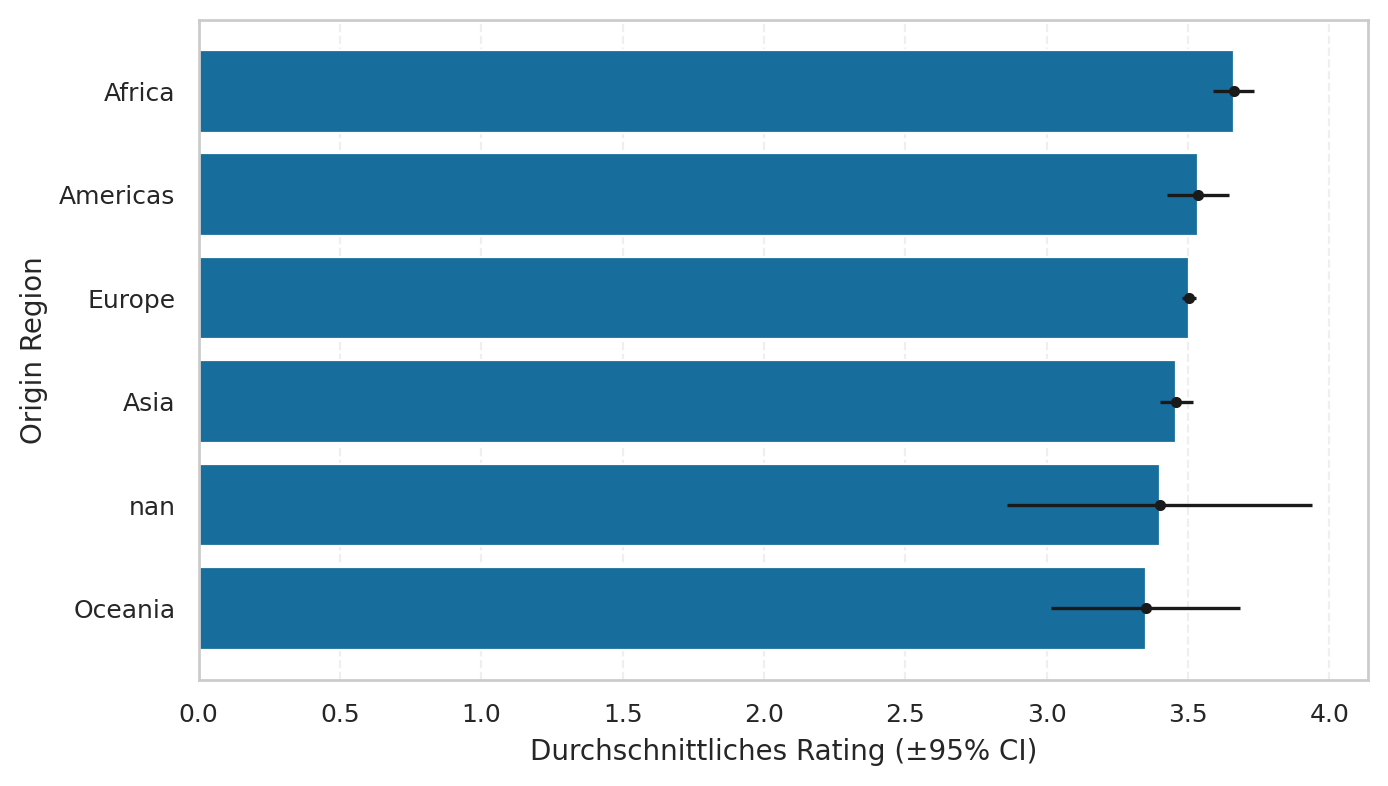 Origin Region
Africa
Americas
Europe
Asia
nan
Oceania
0.0 0.5 1.0 1.5 2.0 2.5 3.0 3.5 4.0
Durchschnittliches Rating (±95% CI)